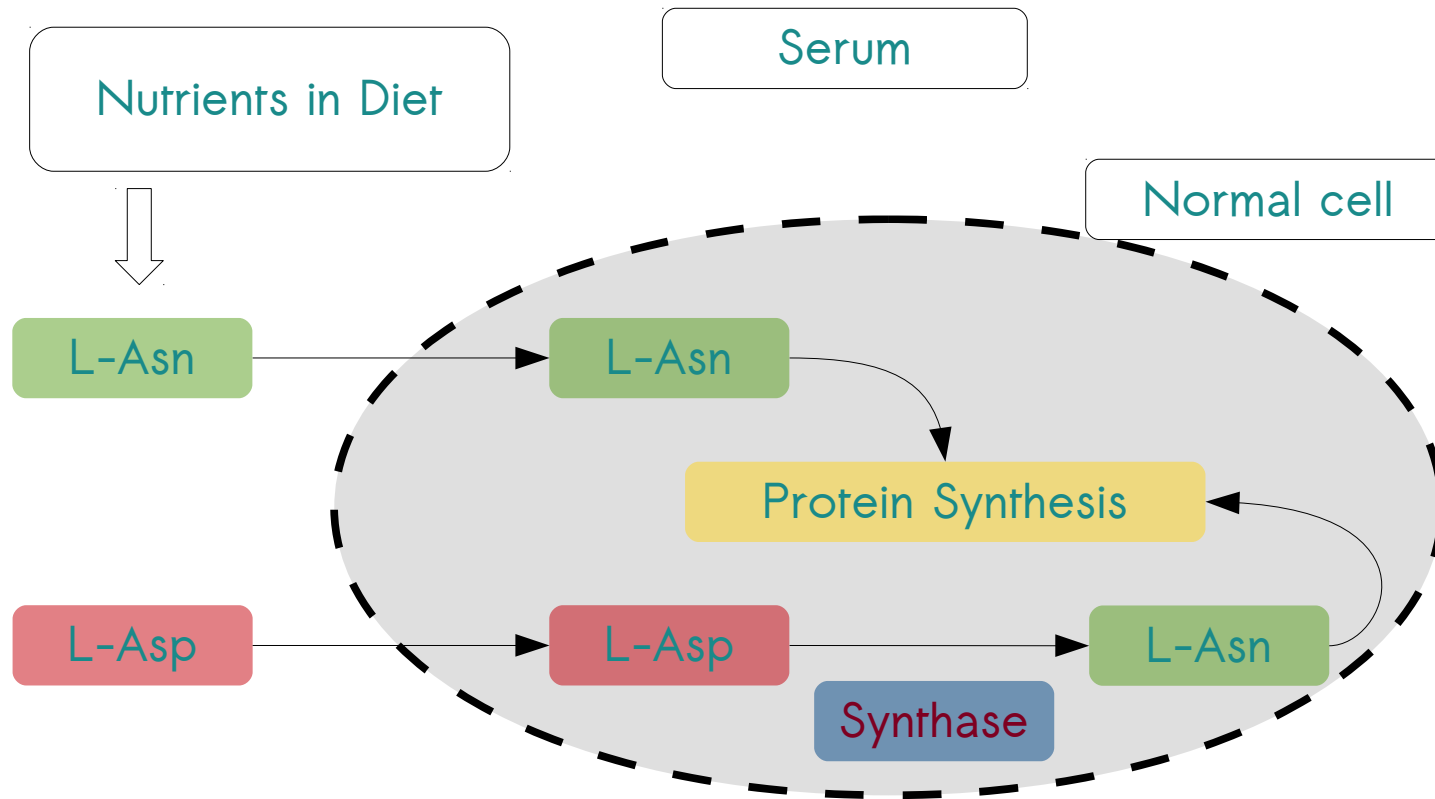 Serum
Nutrients in Diet
Normal cell
L-Asn
L-Asn
Protein Synthesis
L-Asp
L-Asp
L-Asn
Synthase